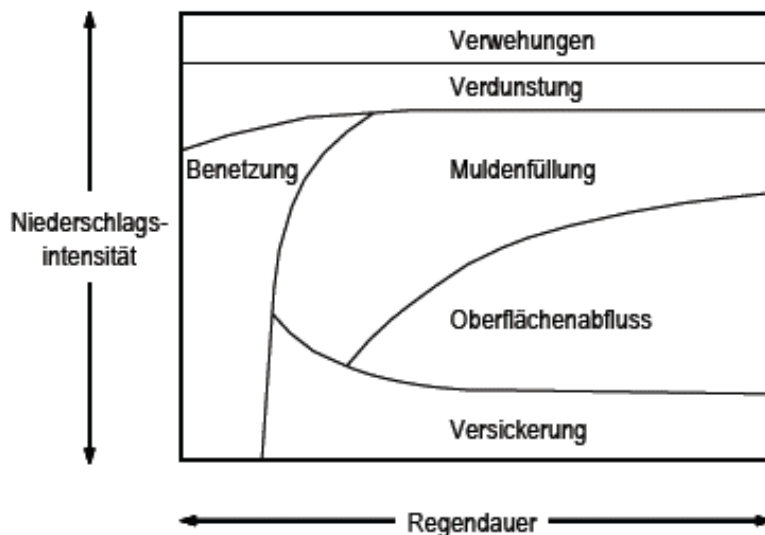 Verwehungen
Verdunstung
Benetzung
Muldenfüllung
Niederschlags-
intensität
Oberflächenabfluss
Versickerung
Regendauer